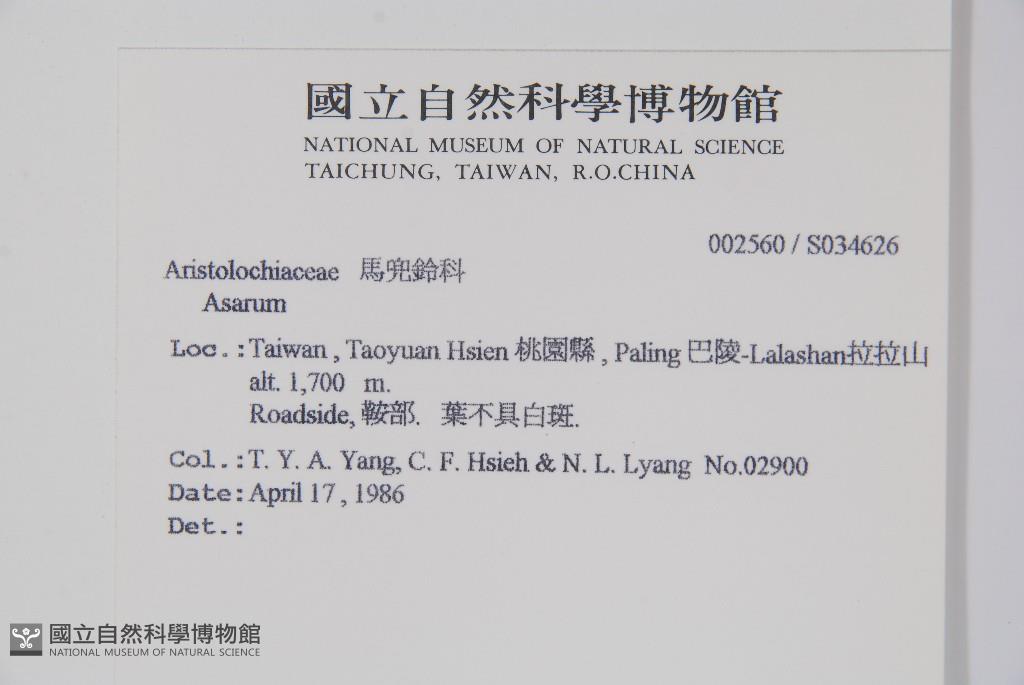 國立自然科學博物館
NATIONAL MUSEUM OF NATURAL SCIENCE
TAICHUNG, TAIWAN, R.O.CHINA
002560 / S034626
Aristolochiaceae 馬兜鈴科
Asarum
Loc.:Taiwan , Taoyuan Hsien 桃園縣 , Paling 巴陵-Lalashan拉拉山
alt. 1,700 m.
Roadside, 鞍部. 葉不具白斑.
Col.:T. Y. A. Yang, C. F. Hsieh & N. L. Lyang No.02900
Date:April 17 , 1986
Det.:
國立自然科學博物館
NATIONAL MUSEUM OF NATURAL SCIENCE